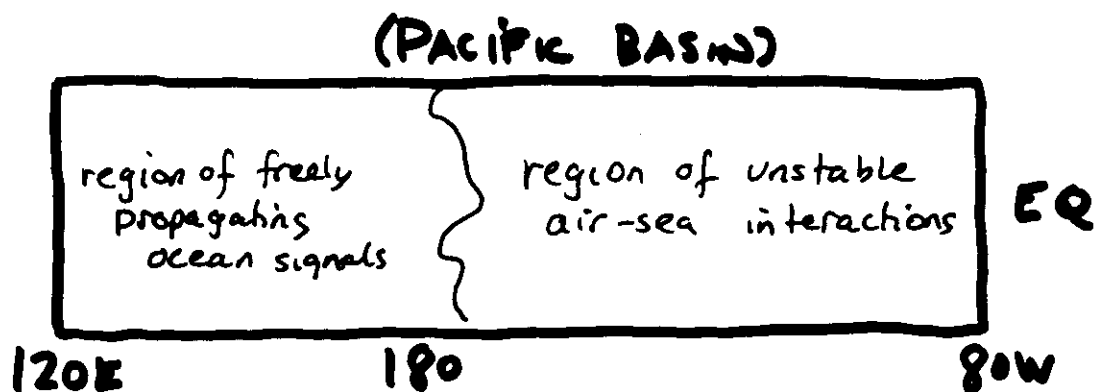 (PACIFIC BASIN)
region of freely
propagating
ocean signals
region of unstable
air-sea interactions
EQ
120E
180
80W